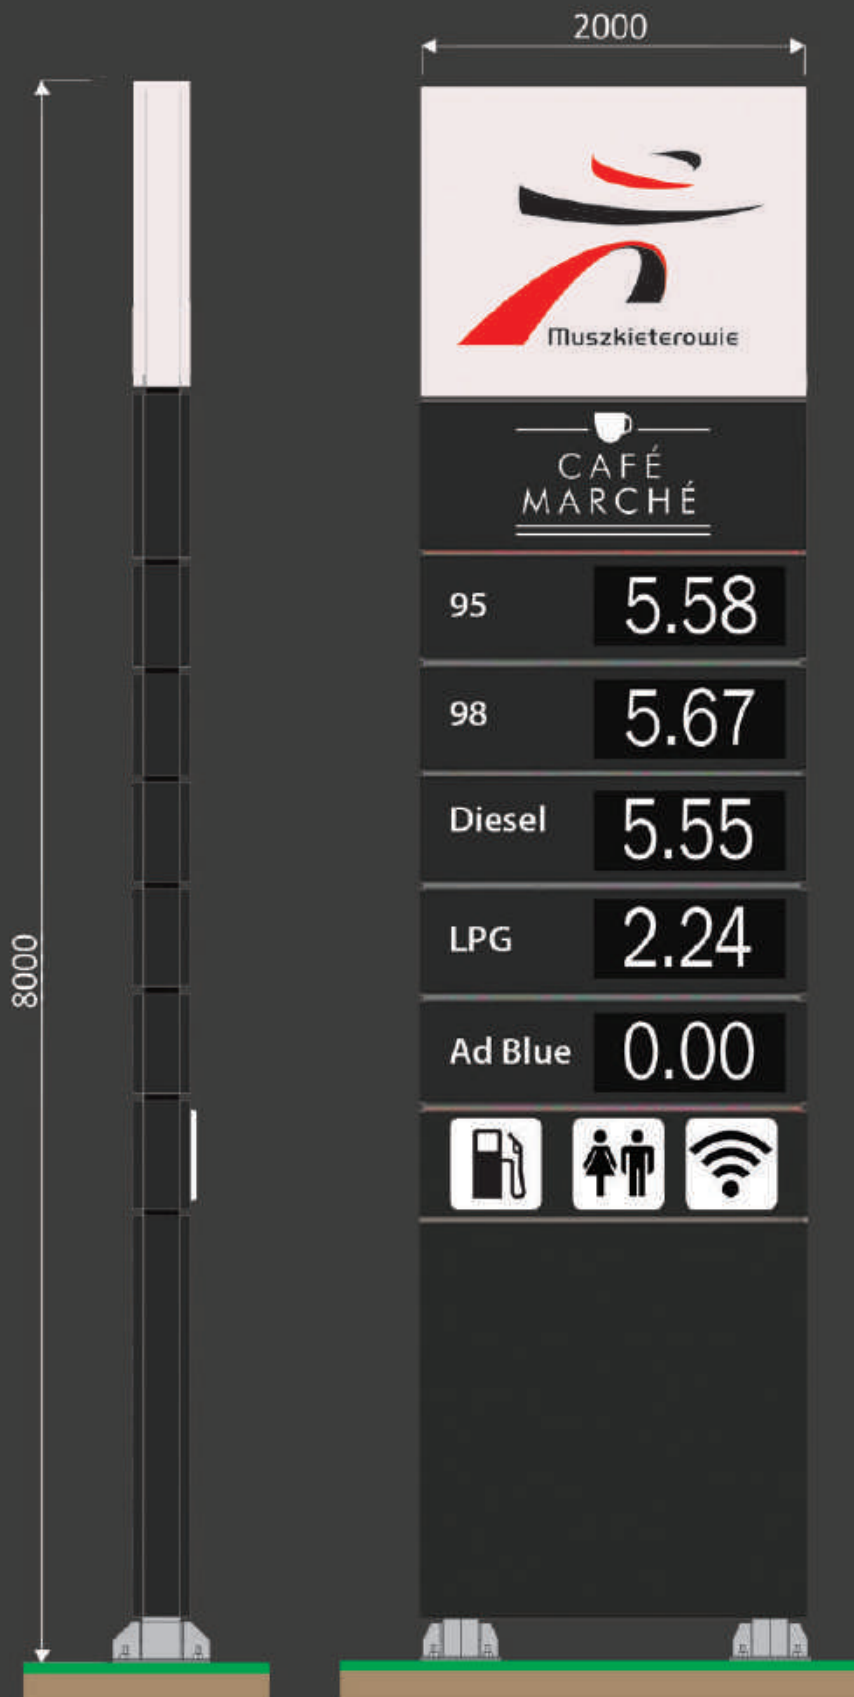 2000
8000
Muszkieterowie
CAFÉ
MARCHÉ
95 5.58
98 5.67
Diesel 5.55
LPG 2.24
Ad Blue 0.00